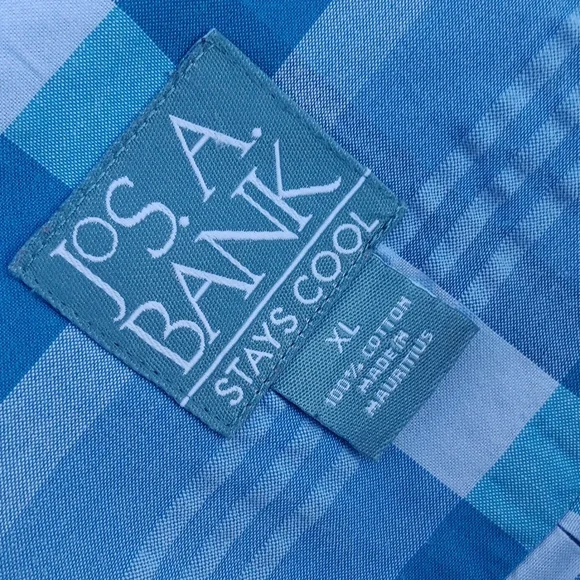 JOS. A.
BANK
STAYS COOL
XL
100% COTTON
MADE IN
MAURITIUS